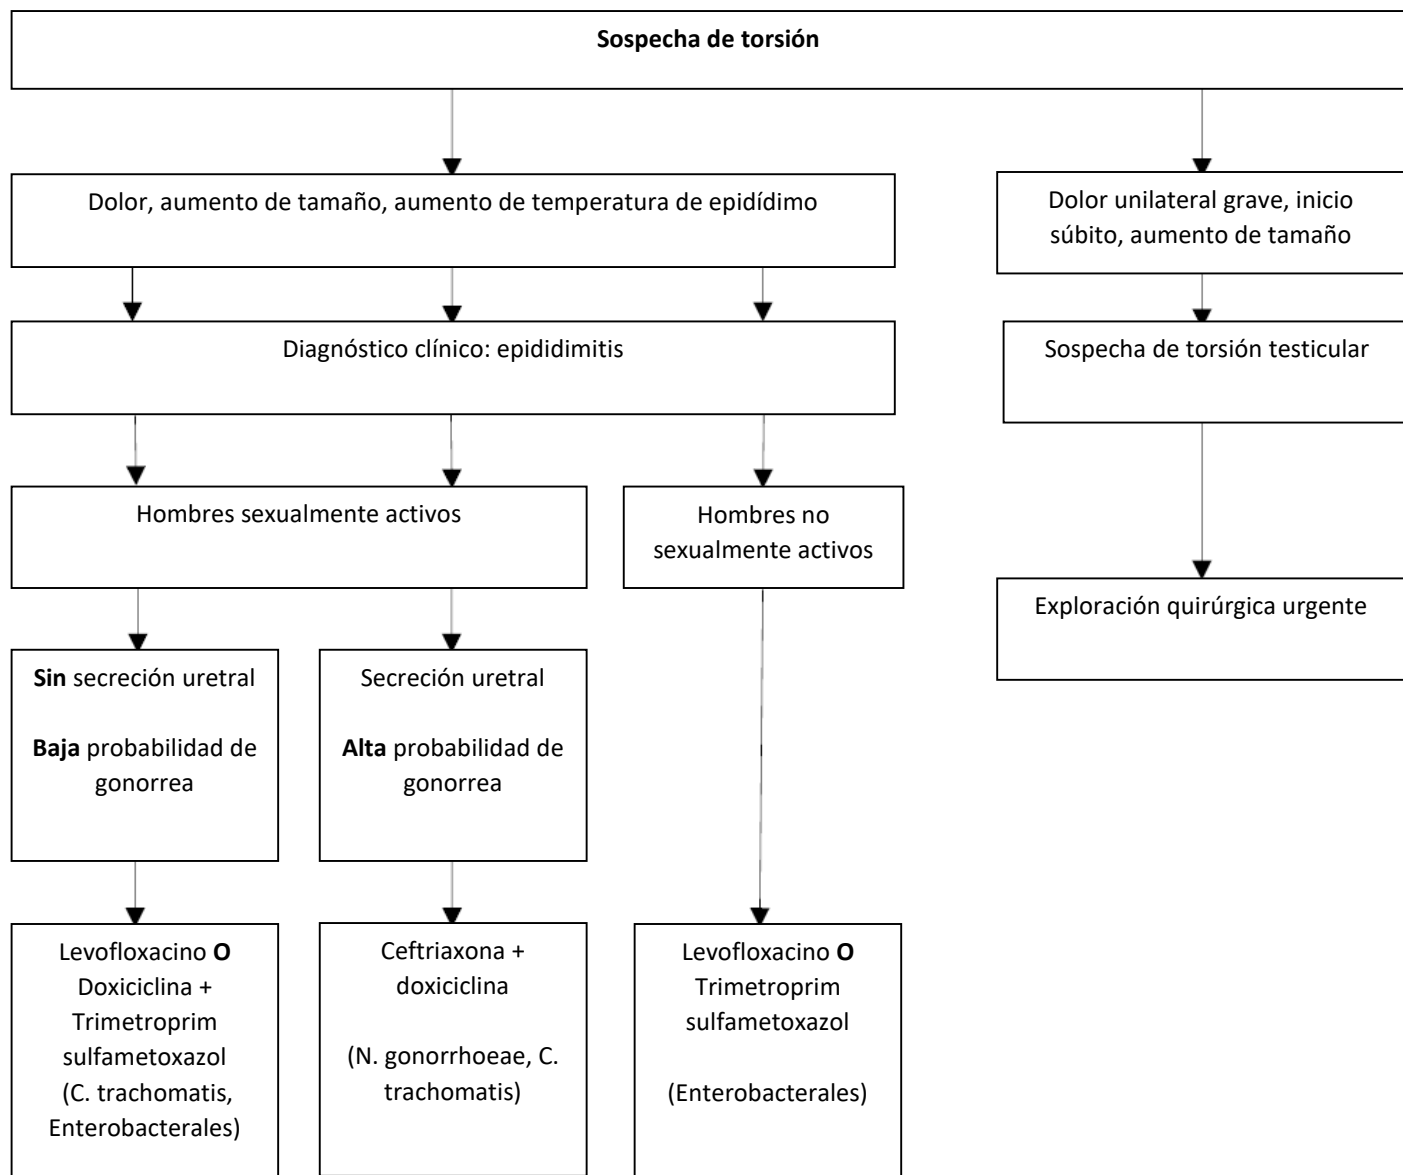 Sospecha de torsión
Dolor, aumento de tamaño, aumento de temperatura de epidídimo
Dolor unilateral grave, inicio
súbito, aumento de tamaño
Diagnóstico clínico: epididimitis
Sospecha de torsión testicular
Hombres sexualmente activos
Hombres no
sexualmente activos
Exploración quirúrgica urgente
Sin secreción uretral
Baja probabilidad de
gonorrea
Secreción uretral
Alta probabilidad de
gonorrea
Levofloxacino O
Doxiciclina +
Trimetroprim
sulfametoxazol
(C. trachomatis,
Enterobacterales)
Ceftriaxona +
doxiciclina
(N. gonorrhoeae, C.
trachomatis)
Levofloxacino O
Trimetroprim
sulfametoxazol
(Enterobacterales)